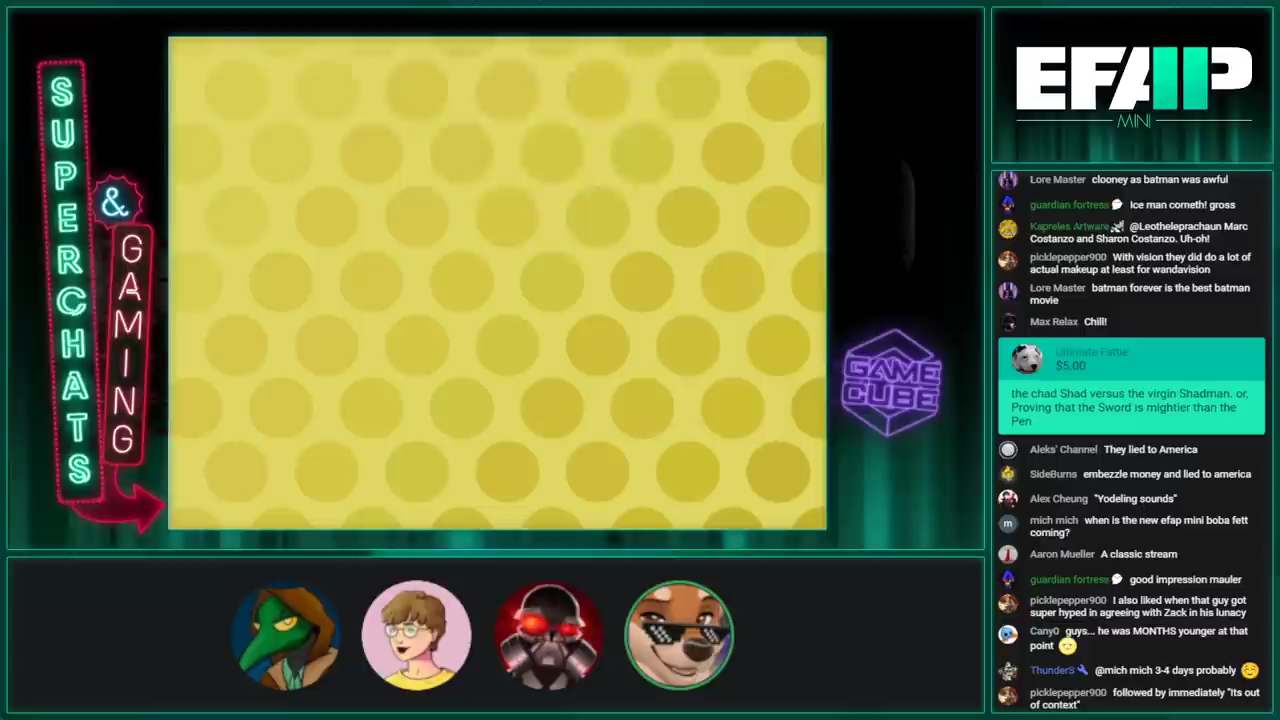 SUPERCHATS
&
GAMING
GAME
CUBE
EFAP
MINI
Lore Master clooney as batman was awful
guardian fortress Ice man cometh! gross
Kapreles Artware @Leotheleprachaun Marc
Costanzo and Sharon Costanzo. Uh-oh!
picklepepper900 With vision they did do a lot of
actual makeup at least for wandavision
Lore Master batman forever is the best batman
movie
Max Relax Chill!
Ultimate Fattie
$5.00
the chad Shad versus the virgin Shadman. or,
Proving that the Sword is mightier than the
Pen
Aleks' Channel They lied to America
SideBurns embezzle money and lied to america
Alex Cheung "Yodeling sounds"
m
mich mich when is the new efap mini boba fett
coming?
Aaron Mueller A classic stream
guardian fortress good impression mauler
picklepepper900 I also liked when that guy got
super hyped in agreeing with Zack in his lunacy
Cany0 guys... he was MONTHS younger at that
point
ThunderS @mich mich 3-4 days probably
picklepepper900 followed by immediately "Its out
of context"